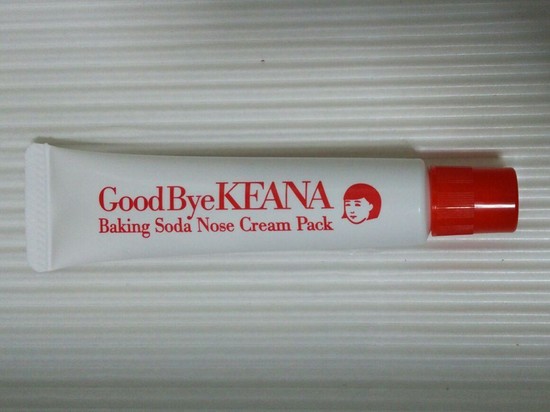 GoodByeKEANA
Baking Soda Nose Cream Pack